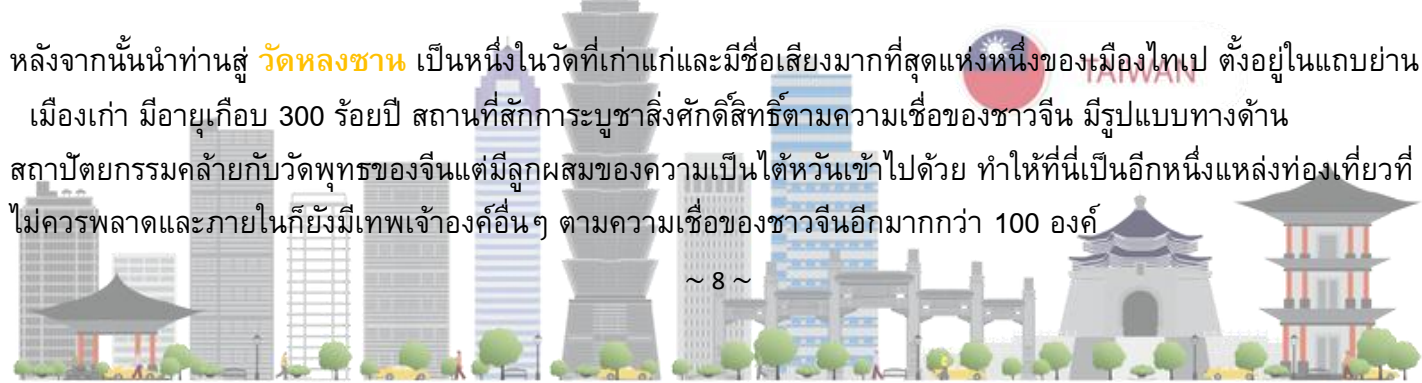 หลังจากนั้นนำท่านสู่ วัดหลงซาน เป็นหนึ่งในวัดที่เก่าแก่และมีชื่อเสียงมากที่สุดแห่งหนึ่งของเมืองไทเป ตั้งอยู่ในแถบย่าน
TAIWAN
เมืองเก่า มีอายุเกือบ 300 ร้อยปี สถานที่สักการะบูชาสิ่งศักดิ์สิทธิ์ตามความเชื่อของชาวจีน มีรูปแบบทางด้าน
สถาปัตยกรรมคล้ายกับวัดพุทธของจีนแต่มีลูกผสมของความเป็นไต้หวันเข้าไปด้วย ทำให้ที่นี่เป็นอีกหนึ่งแหล่งท่องเที่ยวที่
ไม่ควรพลาดและภายในก็ยังมีเทพเจ้าองค์อื่นๆ ตามความเชื่อของชาวจีนอีกมากกว่า 100 องค์
~ 8 ~